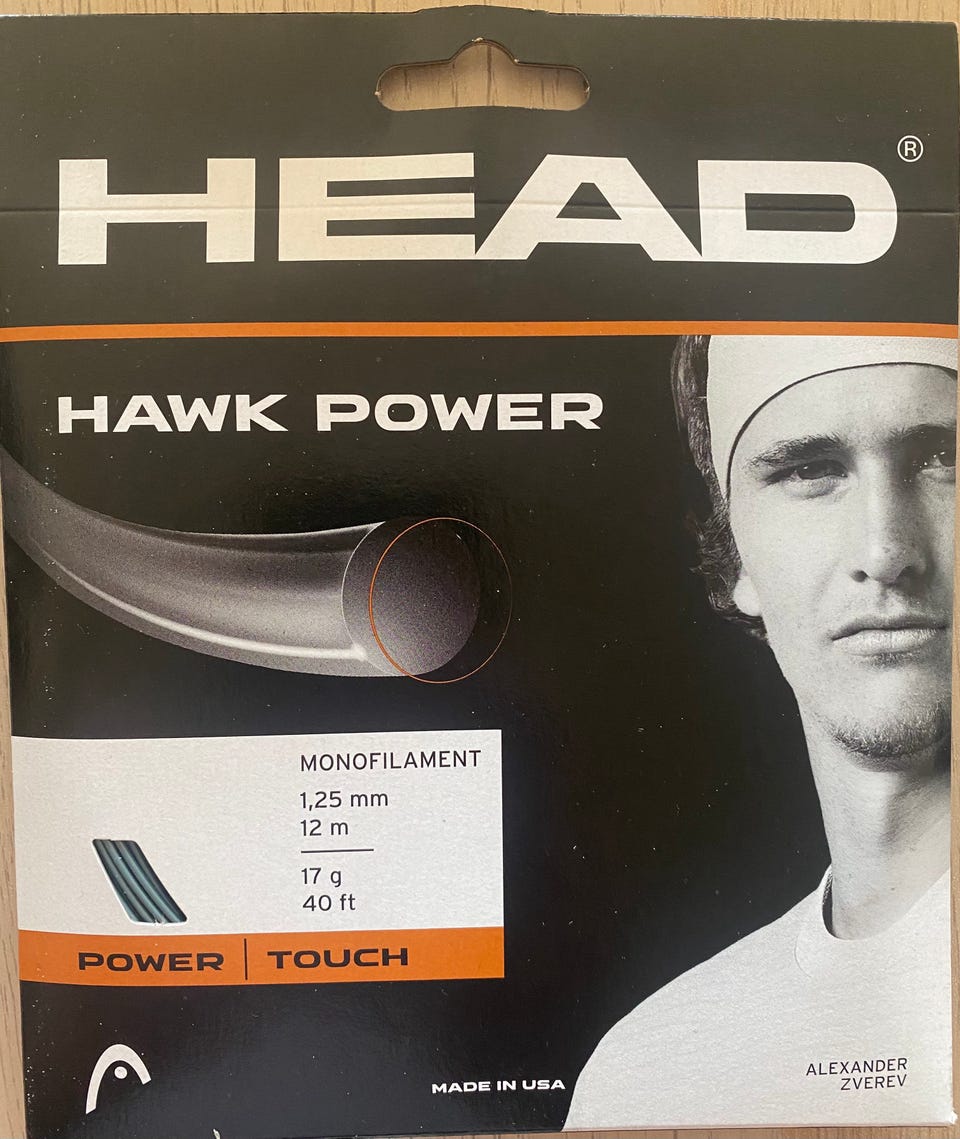 HEAD®
HAWK POWER
MONOFILAMENT
1,25 mm
12 m
17 g
40 ft
POWER | TOUCH
MADE IN USA
ALEXANDER
ZVEREV